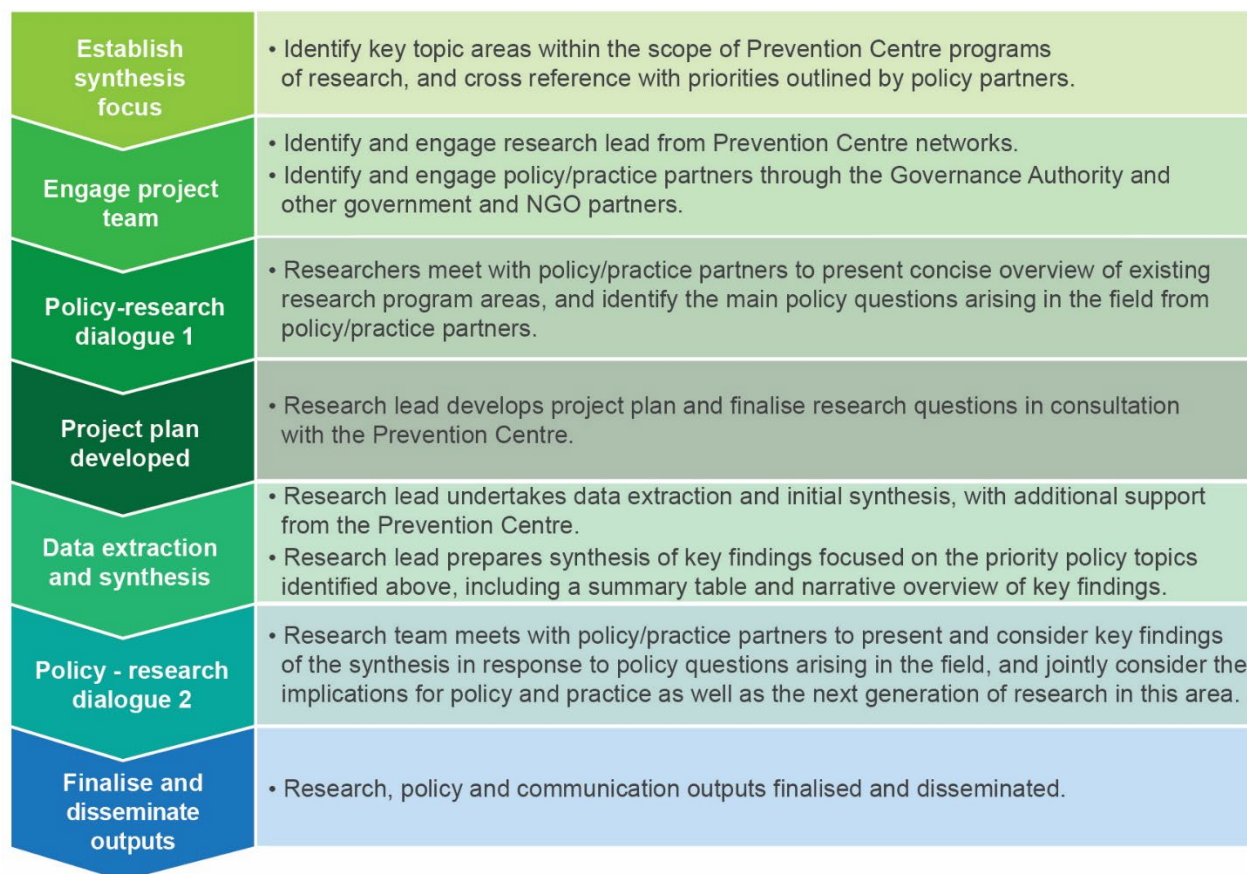 Establish
synthesis
focus
• Identify key topic areas within the scope of Prevention Centre programs
of research, and cross reference with priorities outlined by policy partners.
Engage project
team
• Identify and engage research lead from Prevention Centre networks.
• Identify and engage policy/practice partners through the Governance Authority and
other government and NGO partners.
Policy-research
dialogue 1
• Researchers meet with policy/practice partners to present concise overview of existing
research program areas, and identify the main policy questions arising in the field from
policy/practice partners.
Project plan
developed
• Research lead develops project plan and finalise research questions in consultation
with the Prevention Centre.
Data extraction
and synthesis
• Research lead undertakes data extraction and initial synthesis, with additional support
from the Prevention Centre.
• Research lead prepares synthesis of key findings focused on the priority policy topics
identified above, including a summary table and narrative overview of key findings.
Policy - research
dialogue 2
• Research team meets with policy/practice partners to present and consider key findings
of the synthesis in response to policy questions arising in the field, and jointly consider the
implications for policy and practice as well as the next generation of research in this area.
Finalise and
disseminate
outputs
• Research, policy and communication outputs finalised and disseminated.